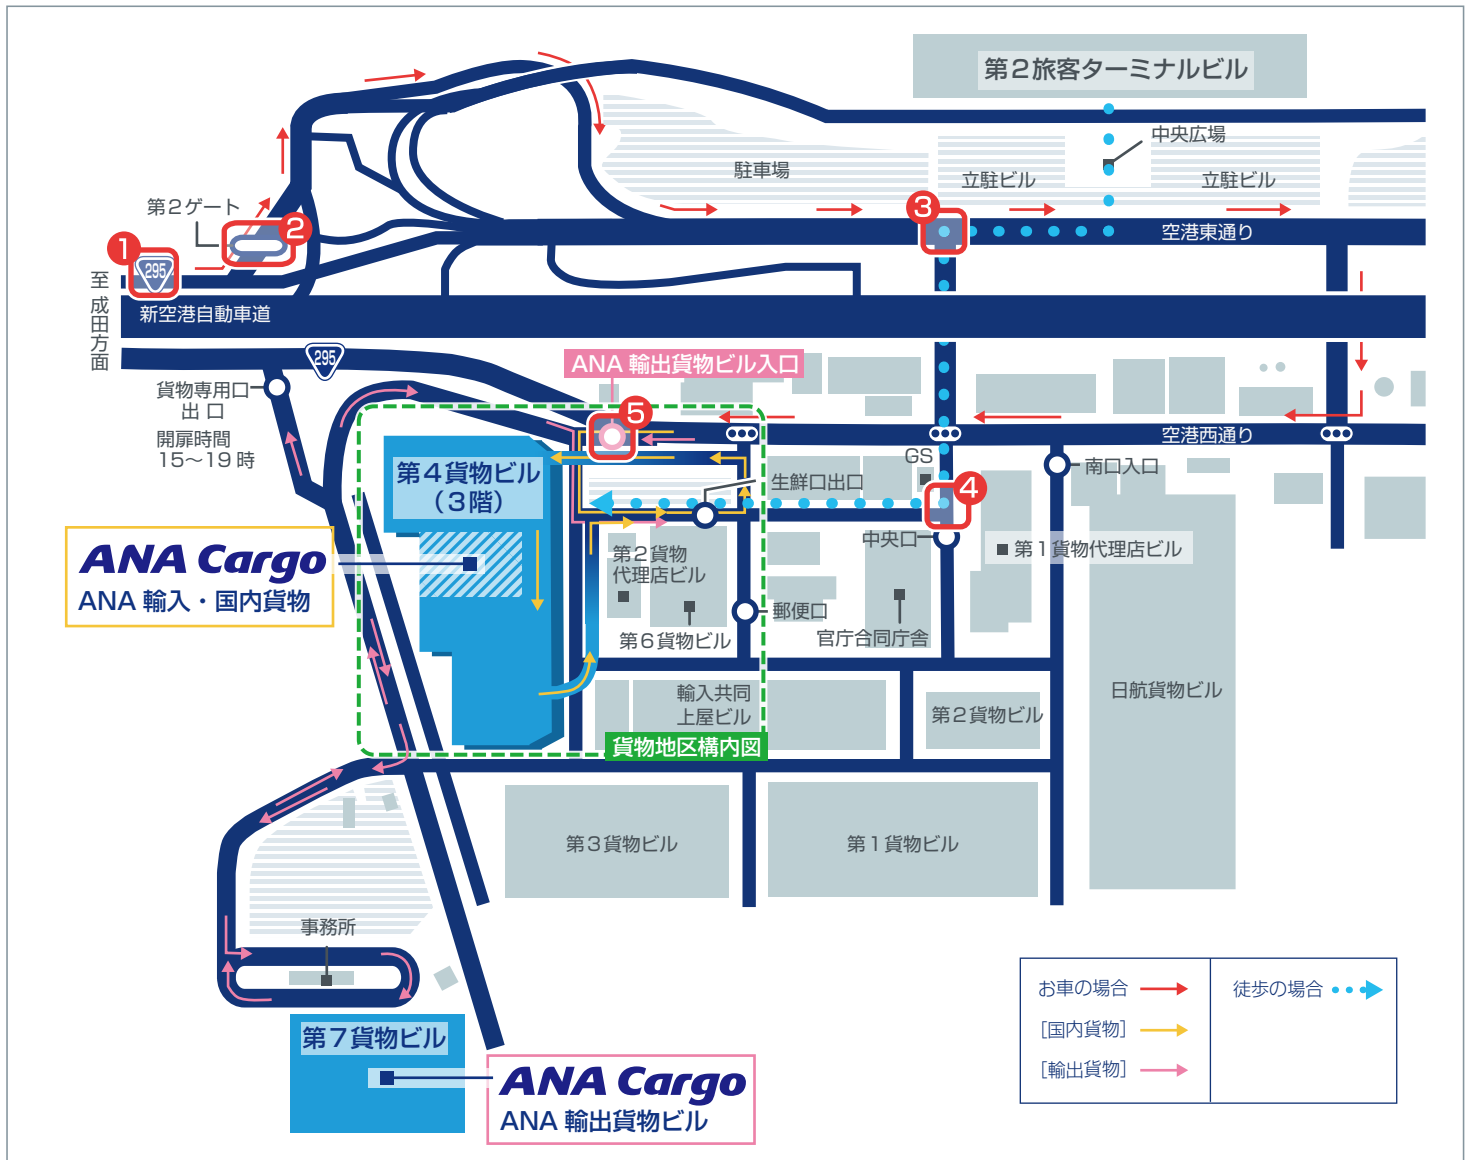 第2旅客ターミナルビル
中央広場
駐車場
立駐ビル
立駐ビル
第2ゲート
2
3
1
295
空港東通り
至 成田方面
新空港自動車道
295
ANA 輸出貨物ビル入口
貨物専用口
出 口
開扉時間
15〜19 時
5
空港西通り
第4貨物ビル
（3階）
GS
南口入口
生鮮口出口
4
中央口
第1貨物代理店ビル
ANA Cargo
ANA 輸入・国内貨物
第2貨物
代理店ビル
郵便口
第6貨物ビル
官庁合同庁舎
輸入共同
上屋ビル
日航貨物ビル
第2貨物ビル
貨物地区構内図
第3貨物ビル
第1貨物ビル
事務所
お車の場合
徒歩の場合
［国内貨物］
［輸出貨物］
第7貨物ビル
ANA Cargo
ANA 輸出貨物ビル